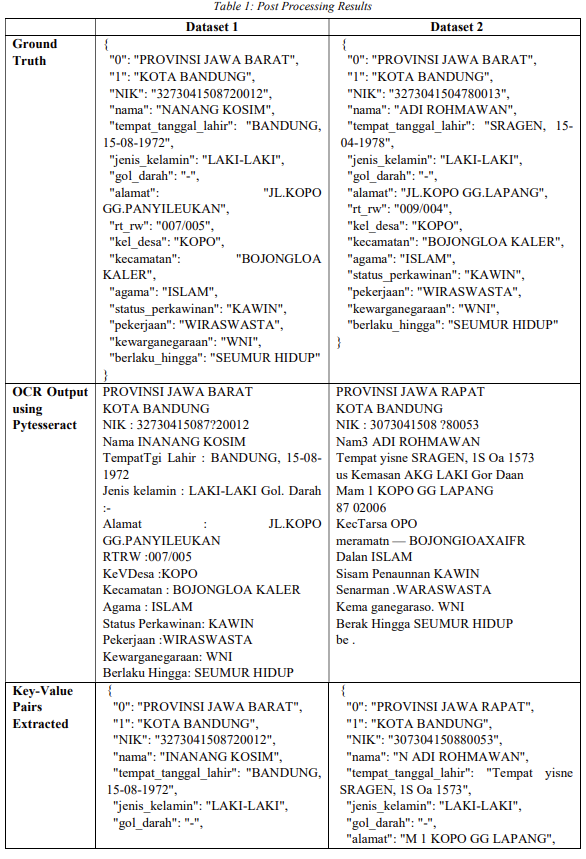 Table 1: Post Processing Results
Dataset 1
Dataset 2
Ground
Truth
{
"0": "PROVINSI JAWA BARAT",
"1": "KOTA BANDUNG",
"NIK": "3273041508720012",
"nama": "NANANG KOSIM",
"tempat_tanggal_lahir": "BANDUNG,
15-08-1972",
"jenis_kelamin": "LAKI-LAKI",
"gol_darah": "-",
"alamat": "JL.KOPO
GG.PANYILEUKAN",
"rt_rw": "007/005",
"kel_desa": "KOPO",
"kecamatan": "BOJONGLOA
KALER",
"agama": "ISLAM",
"status_perkawinan": "KAWIN",
"pekerjaan": "WIRASWASTA",
"kewarganegaraan": "WNI",
"berlaku_hingga": "SEUMUR HIDUP"
}
{
"0": "PROVINSI JAWA BARAT",
"1": "KOTA BANDUNG",
"NIK": "3273041504780013",
"nama": "ADI ROHMAWAN",
"tempat_tanggal_lahir": "SRAGEN, 15-
04-1978",
"jenis_kelamin": "LAKI-LAKI",
"gol_darah": "-",
"alamat": "JL.KOPO GG.LAPANG",
"rt_rw": "009/004",
"kel_desa": "KOPO",
"kecamatan": "BOJONGLOA KALER",
"agama": "ISLAM",
"status_perkawinan": "KAWIN",
"pekerjaan": "WIRASWASTA",
"kewarganegaraan": "WNI",
"berlaku_hingga": "SEUMUR HIDUP"
}
OCR Output
using
Pytesseract
PROVINSI JAWA BARAT
KOTA BANDUNG
NIK : 32730415087?20012
Nama INANANG KOSIM
TempatTgi Lahir : BANDUNG, 15-08-
1972
Jenis kelamin : LAKI-LAKI Gol. Darah
:-
Alamat : JL.KOPO
GG.PANYILEUKAN
RTRW :007/005
KeVDesa :KOPO
Kecamatan : BOJONGLOA KALER
Agama : ISLAM
Status Perkawinan: KAWIN
Pekerjaan :WIRASWASTA
Kewarganegaraan: WNI
Berlaku Hingga: SEUMUR HIDUP
PROVINSI JAWA RAPAT
KOTA BANDUNG
NIK : 3073041508 ?80053
Nam3 ADI ROHMAWAN
Tempat yisne SRAGEN, 1S Oa 1573
us Kemasan AKG LAKI Gor Daan
Mam 1 KOPO GG LAPANG
87 02006
KecTarsa OPO
meramatn — BOJONGIOAXAIFR
Dalan ISLAM
Sisam Penaunnan KAWIN
Senarman .WARASWASTA
Kema ganegaraso. WNI
Berak Hingga SEUMUR HIDUP
be .
Key-Value
Pairs
Extracted
{
"0": "PROVINSI JAWA BARAT",
"1": "KOTA BANDUNG",
"NIK": "3273041508720012",
"nama": "INANANG KOSIM",
"tempat_tanggal_lahir": "BANDUNG,
15-08-1972",
"jenis_kelamin": "LAKI-LAKI",
"gol_darah": "-",
{
"0": "PROVINSI JAWA RAPAT",
"1": "KOTA BANDUNG",
"NIK": "307304150880053",
"nama": "N ADI ROHMAWAN",
"tempat_tanggal_lahir": "Tempat yisne
SRAGEN, 1S Oa 1573",
"jenis_kelamin": "LAKI-LAKI",
"gol_darah": "-",
"alamat": "M 1 KOPO GG LAPANG",